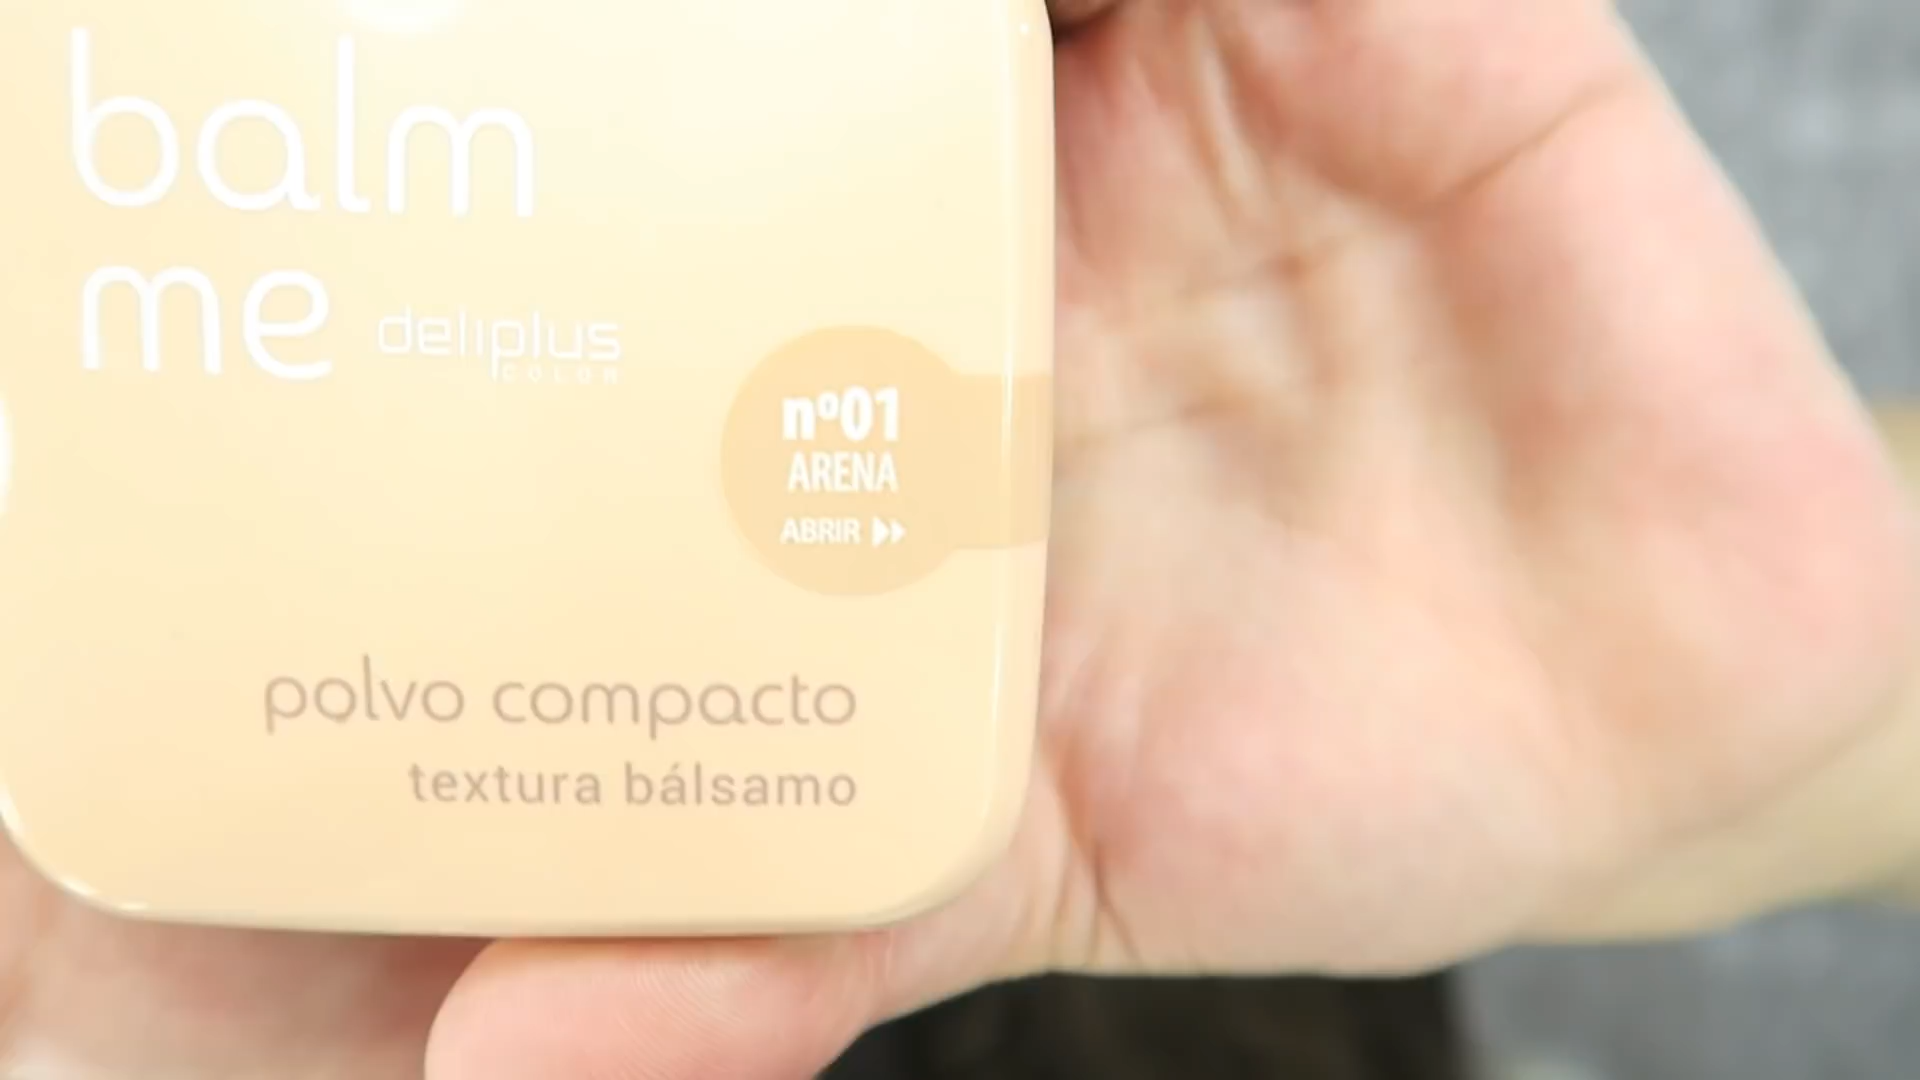 balm
me deliplus
COLOR
nº01
ARENA
ABRIR
polvo compacto
textura bálsamo